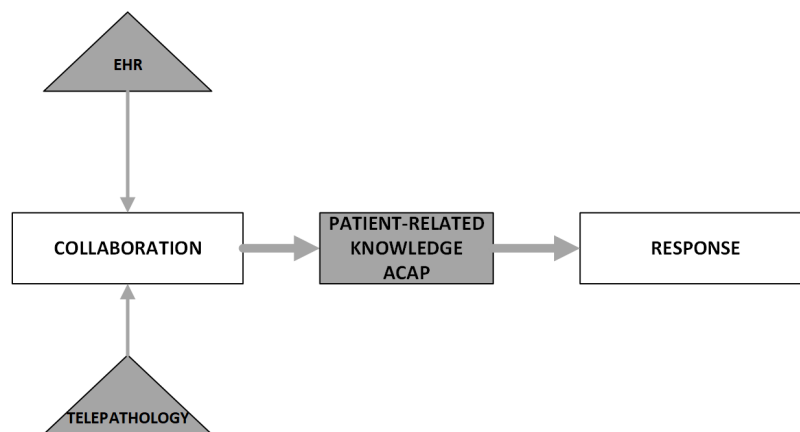 EHR
COLLABORATION
PATIENT-RELATED
KNOWLEDGE
ACAP
RESPONSE
TELEPATHOLOGY